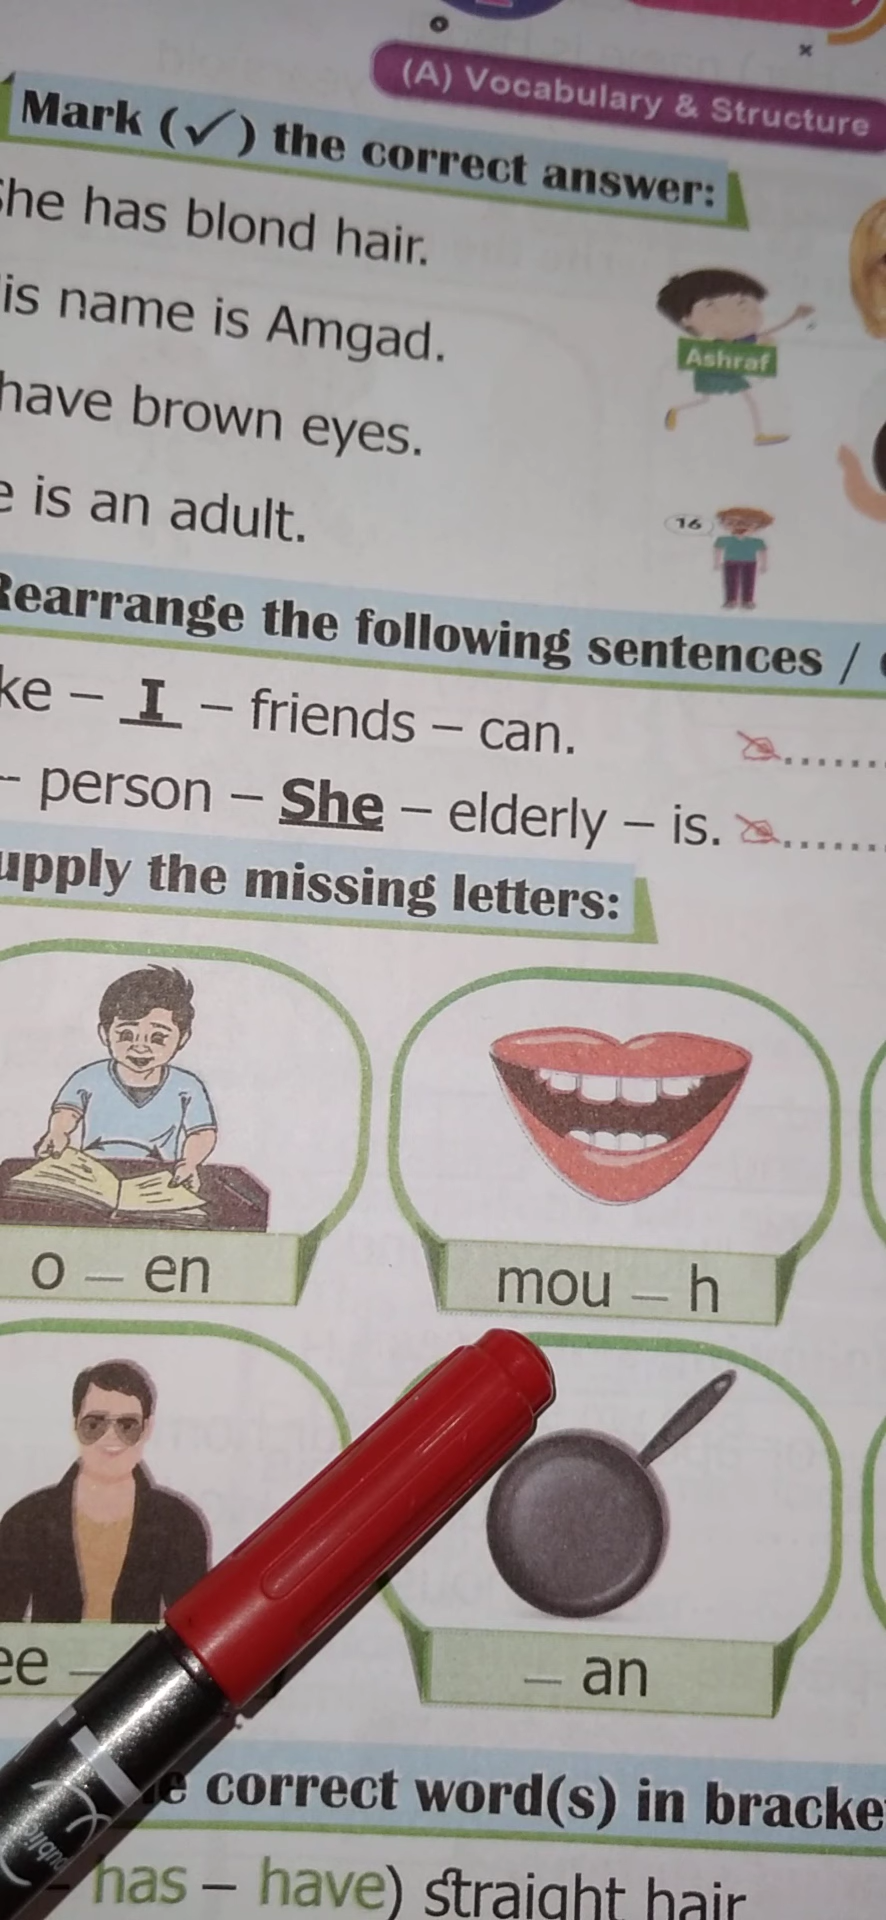 (A) Vocabulary & Structure
Mark (✓) the correct answer:
She has blond hair.
is name is Amgad.
Ashraf
have brown eyes.
e is an adult.
16
Rearrange the following sentences /
ke – I – friends – can.
– person – She – elderly – is.
upply the missing letters:
o – en
mou – h
ee –
– an
e correct word(s) in bracke
has – have) straight hair